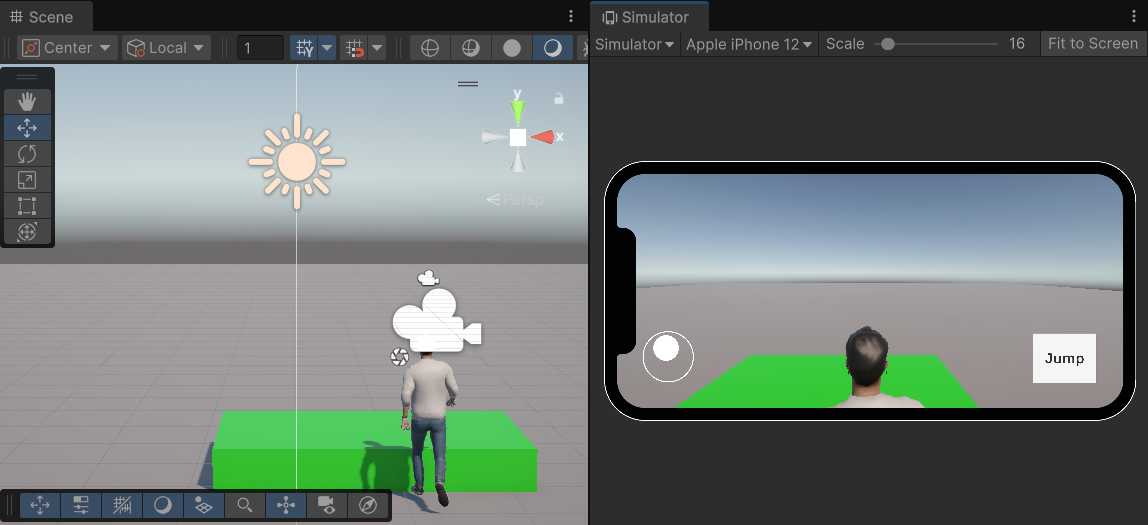 Scene
Simulator
Center
Local
1
Y
Simulator
Apple iPhone 12
Scale
16
Fit to Screen
y
x
Persp
Jump